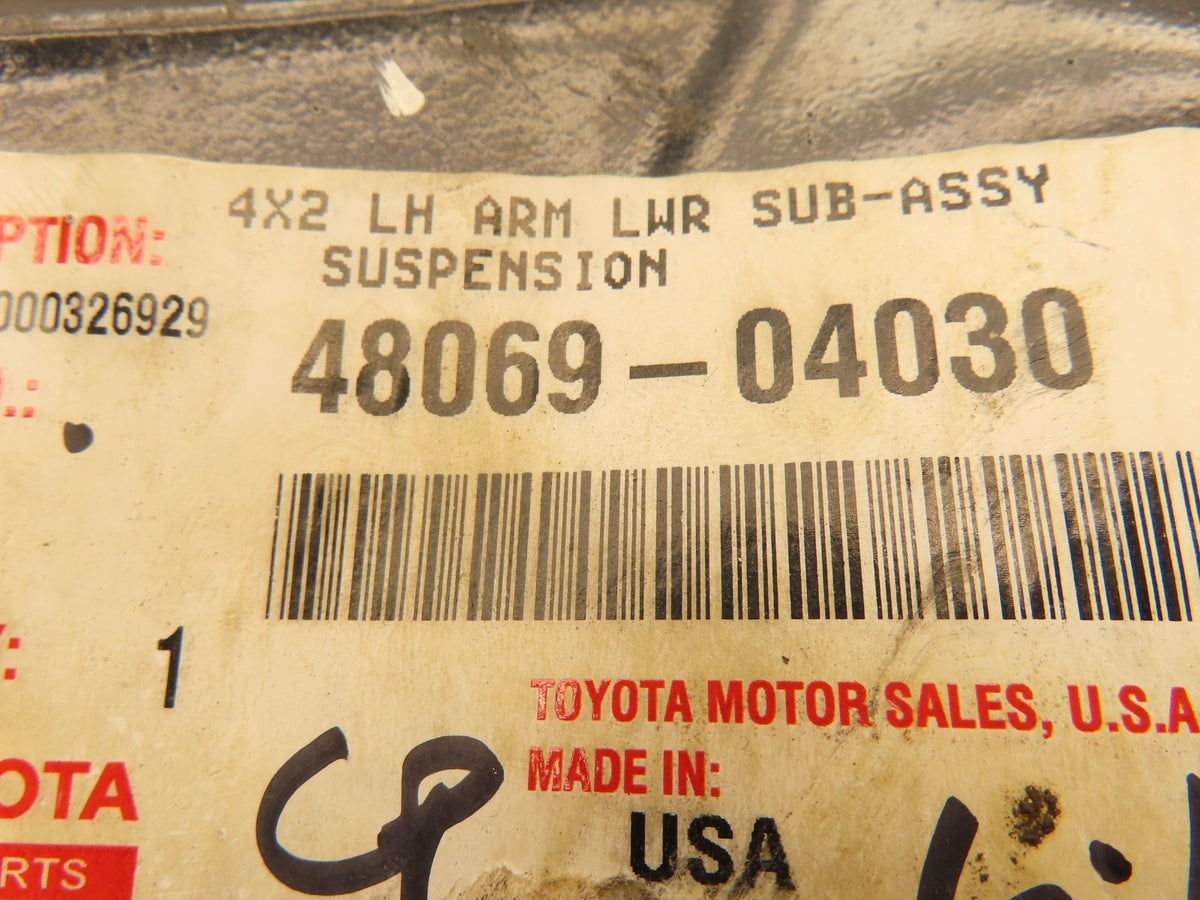 4X2 LH ARM LWR SUB-ASSY
PTION:
SUSPENSION
000326929
48069-04030
.:
Y: 1
TOYOTA MOTOR SALES, U.S.A
MADE IN:
OTA
USA
RTS